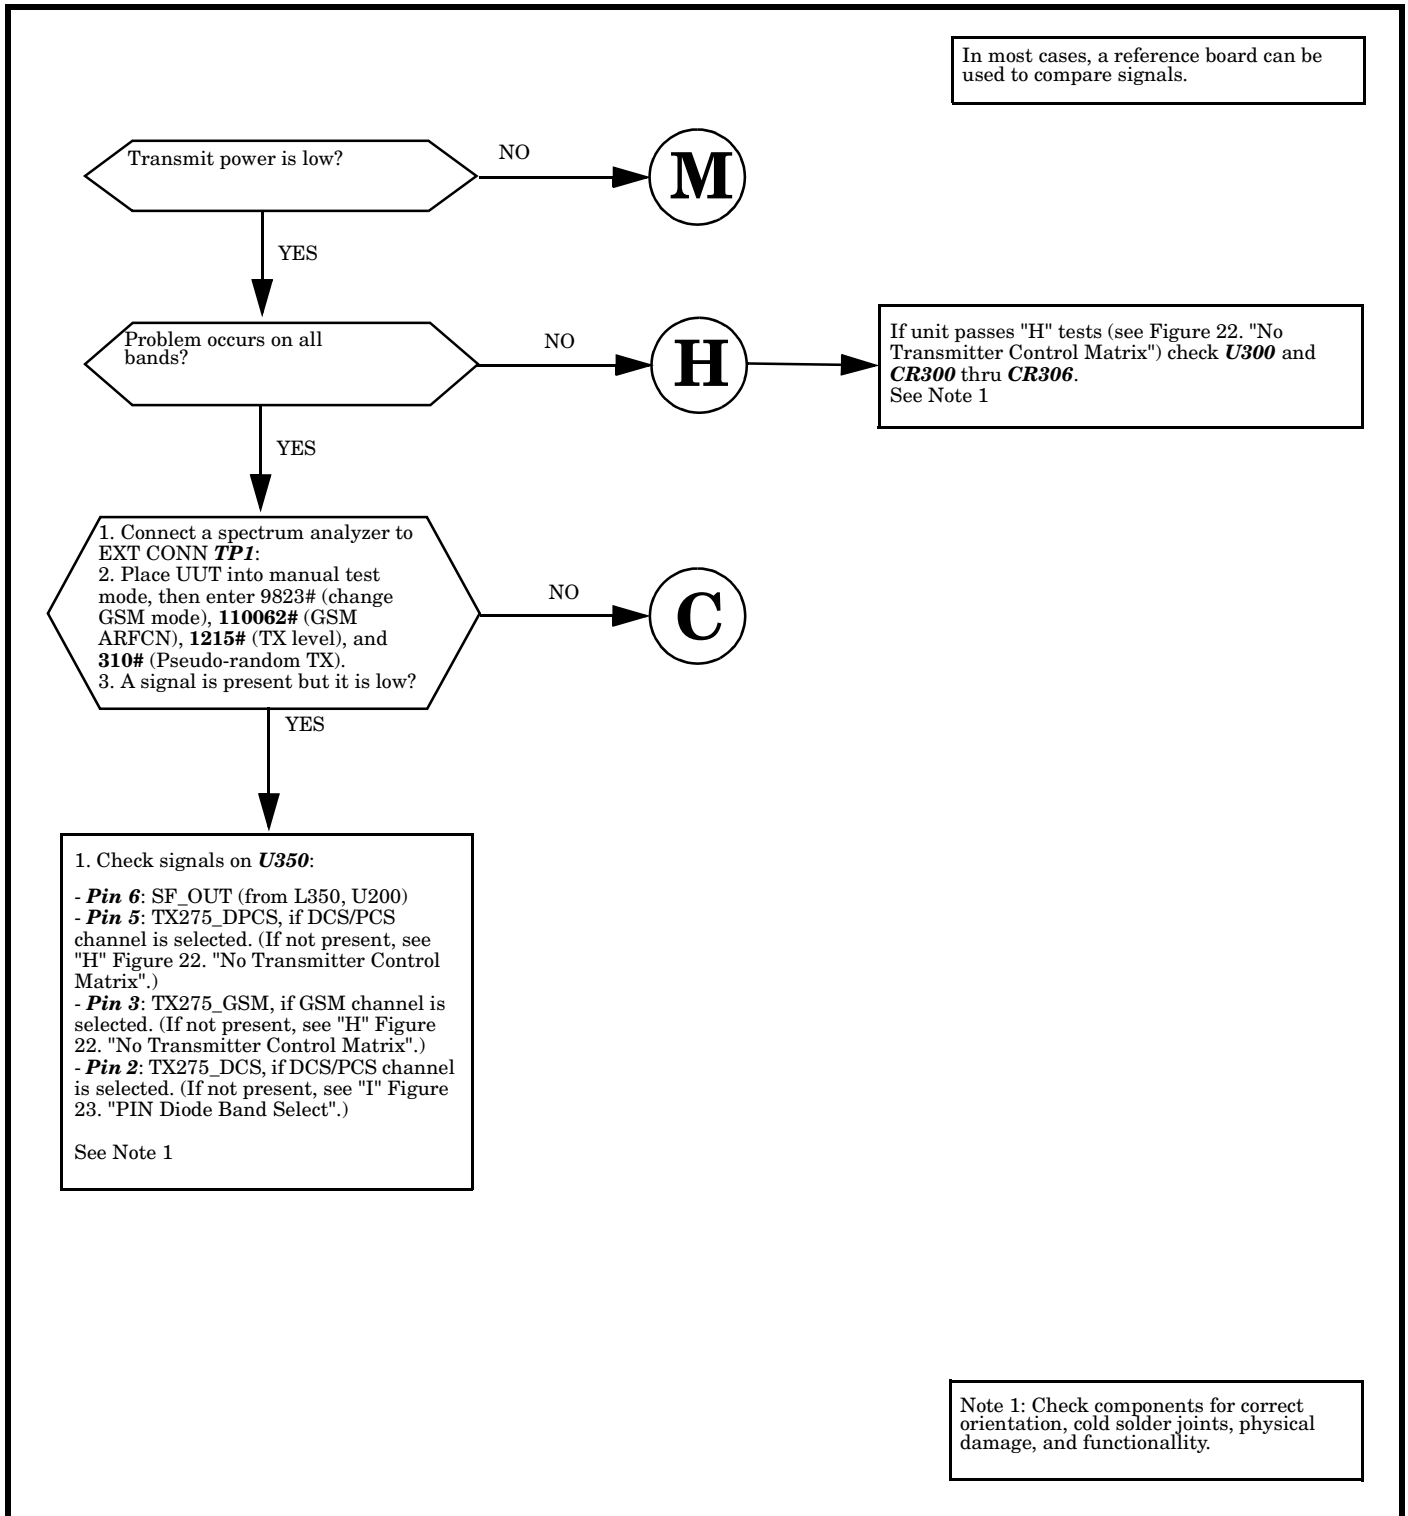 In most cases, a reference board can be
used to compare signals.
Transmit power is low?
NO
M
YES
Problem occurs on all
bands?
NO
H
If unit passes "H" tests (see Figure 22. "No
Transmitter Control Matrix") check U300 and
CR300 thru CR306.
See Note 1
YES
1. Connect a spectrum analyzer to
EXT CONN TP1:
2. Place UUT into manual test
mode, then enter 9823# (change
GSM mode), 110062# (GSM
ARFCN), 1215# (TX level), and
310# (Pseudo-random TX).
3. A signal is present but it is low?
NO
C
YES
1. Check signals on U350:
- Pin 6: SF_OUT (from L350, U200)
- Pin 5: TX275_DPCS, if DCS/PCS
channel is selected. (If not present, see
"H" Figure 22. "No Transmitter Control
Matrix".)
- Pin 3: TX275_GSM, if GSM channel is
selected. (If not present, see "H" Figure
22. "No Transmitter Control Matrix".)
- Pin 2: TX275_DCS, if DCS/PCS channel
is selected. (If not present, see "I" Figure
23. "PIN Diode Band Select".)
See Note 1
Note 1: Check components for correct
orientation, cold solder joints, physical
damage, and functionallity.